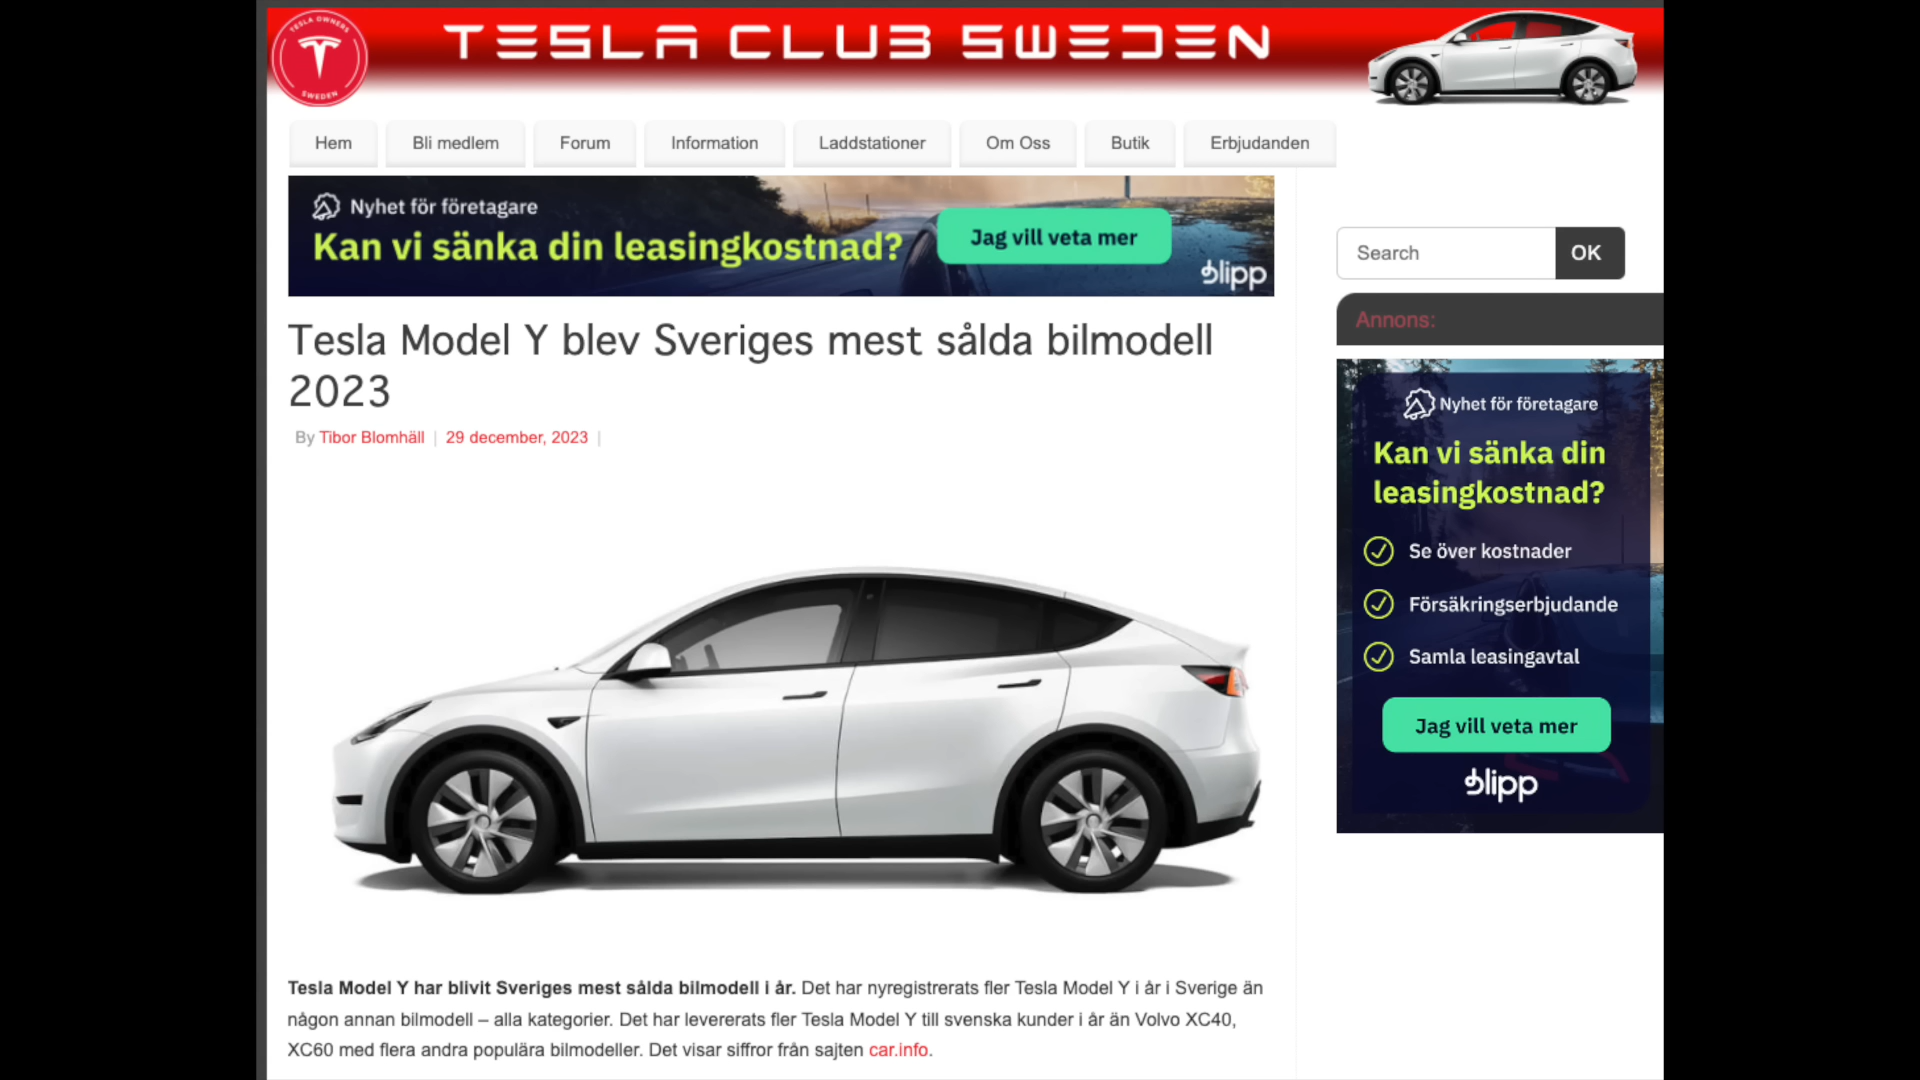 TESLA OWNERS
SWEDEN
TESLA CLUB SWEDEN
Hem
Bli medlem
Forum
Information
Laddstationer
Om Oss
Butik
Erbjudanden
Nyhet för företagare
Kan vi sänka din leasingkostnad?
Jag vill veta mer
blipp
Tesla Model Y blev Sveriges mest sålda bilmodell
2023
By Tibor Blomhäll | 29 december, 2023 |
Tesla Model Y har blivit Sveriges mest sålda bilmodell i år. Det har nyregistrerats fler Tesla Model Y i år i Sverige än
någon annan bilmodell – alla kategorier. Det har levererats fler Tesla Model Y till svenska kunder i år än Volvo XC40,
XC60 med flera andra populära bilmodeller. Det visar siffror från sajten car.info.
Search
OK
Annons:
Nyhet för företagare
Kan vi sänka din
leasingkostnad?
Se över kostnader
Försäkringserbjudande
Samla leasingavtal
Jag vill veta mer
blipp